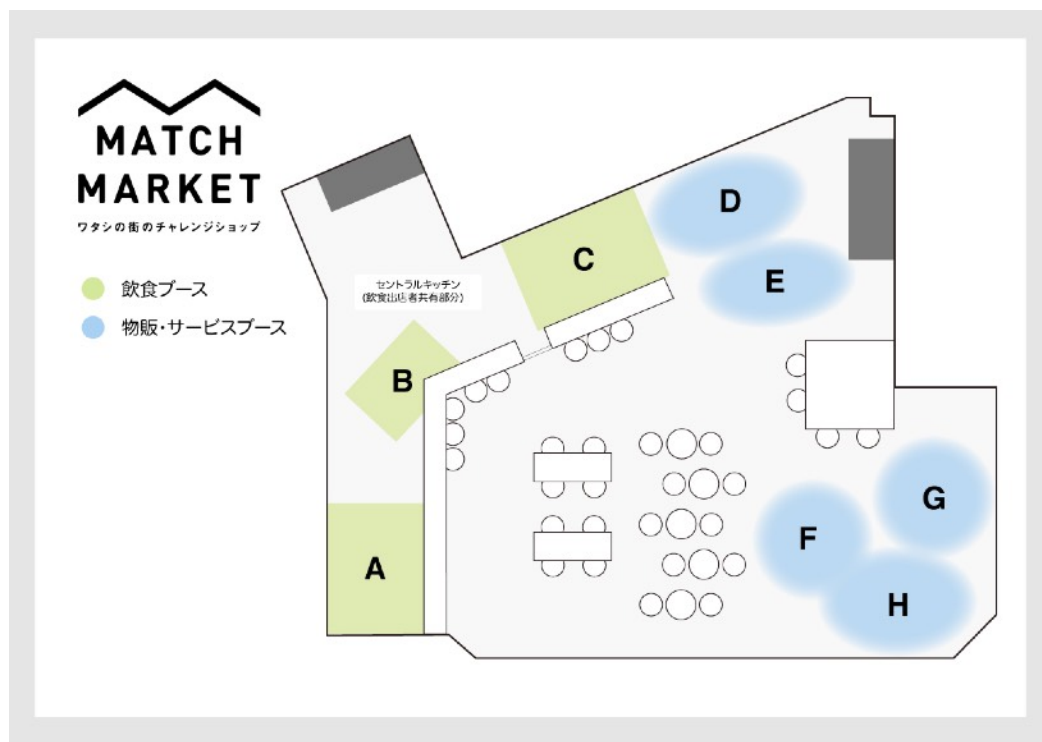 MATCH
MARKET
ワタシの街のチャレンジショップ
飲食ブース
物販・サービスブース
セントラルキッチン
(飲食出店者共有部分)
A
B
C
D
E
F
G
H